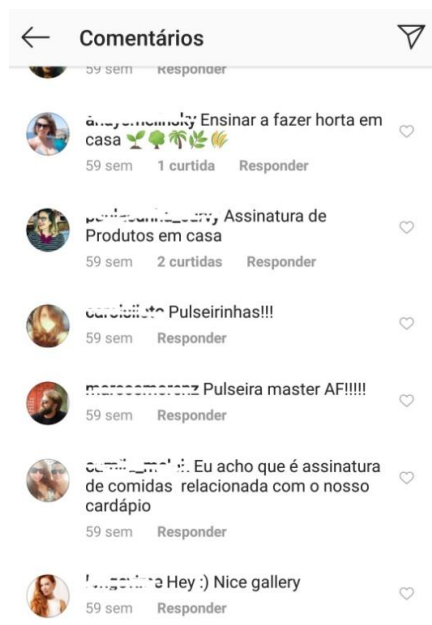 Comentários
59 sem Responder
Ensinar a fazer horta em
casa 🌱🌳🌴🌿🌾
59 sem 1 curtida Responder
Assinatura de
Produtos em casa
59 sem 2 curtidas Responder
Pulseirinhas!!!
59 sem Responder
Pulseira master AF!!!!!
59 sem Responder
Eu acho que é assinatura
de comidas relacionada com o nosso
cardápio
59 sem Responder
Hey :) Nice gallery
59 sem Responder